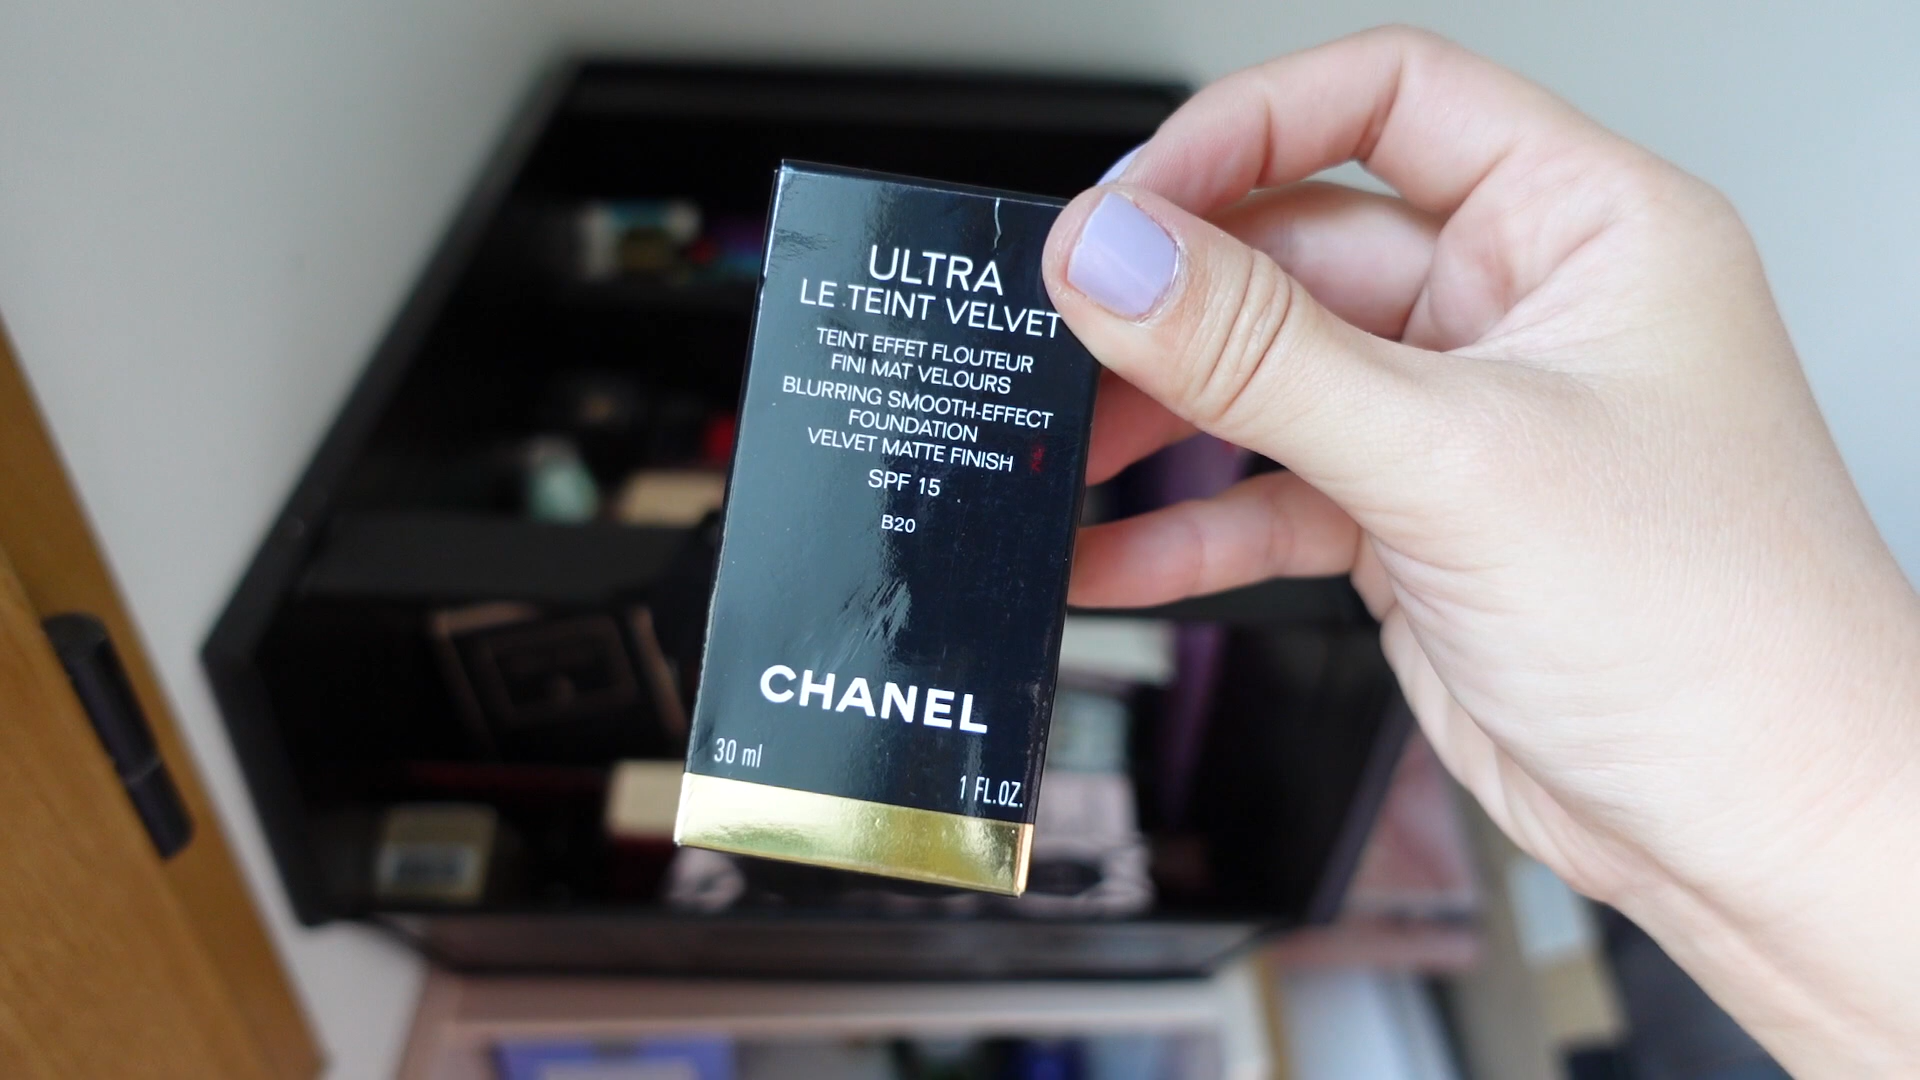 ULTRA
LE TEINT VELVET
TEINT EFFET FLOUTEUR
FINI MAT VELOURS
BLURRING SMOOTH-EFFECT
FOUNDATION
VELVET MATTE FINISH
SPF 15
B20
CHANEL
30 ml
1 FL.OZ.